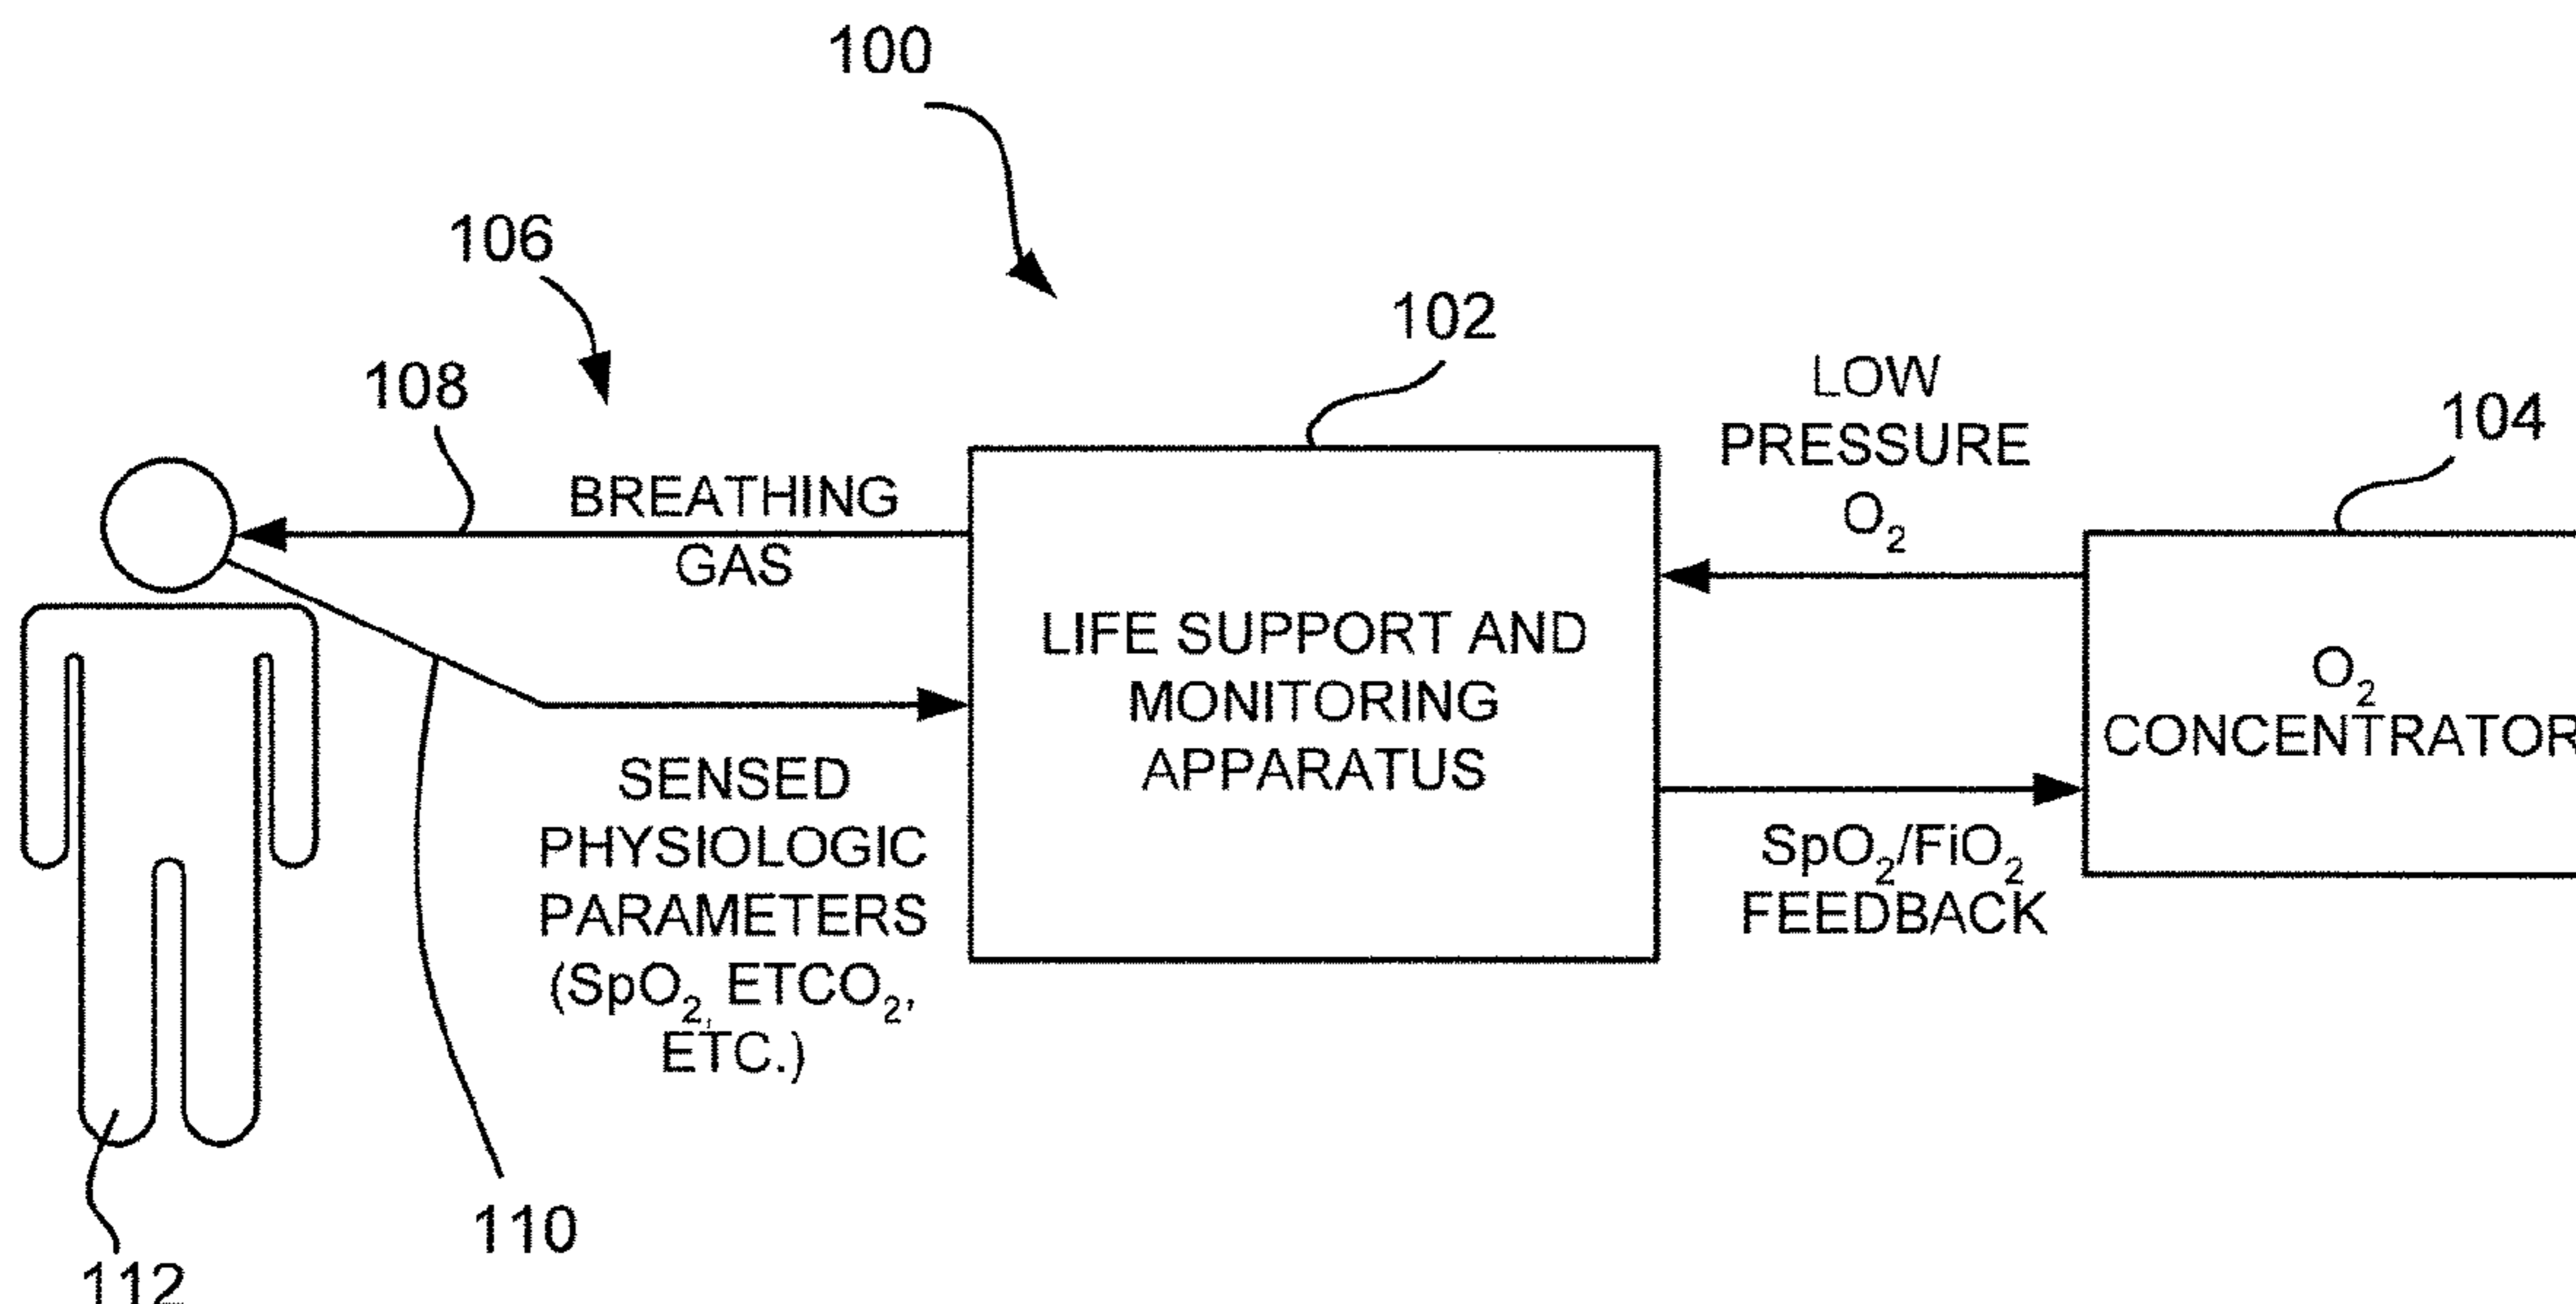 100
106
102
108
LOW
PRESSURE
O₂
104
BREATHING
GAS
LIFE SUPPORT AND
MONITORING
APPARATUS
O₂
CONCENTRATOR
SENSED
PHYSIOLOGIC
PARAMETERS
(SpO₂, ETCO₂,
ETC.)
SpO₂/FiO₂
FEEDBACK
110
112